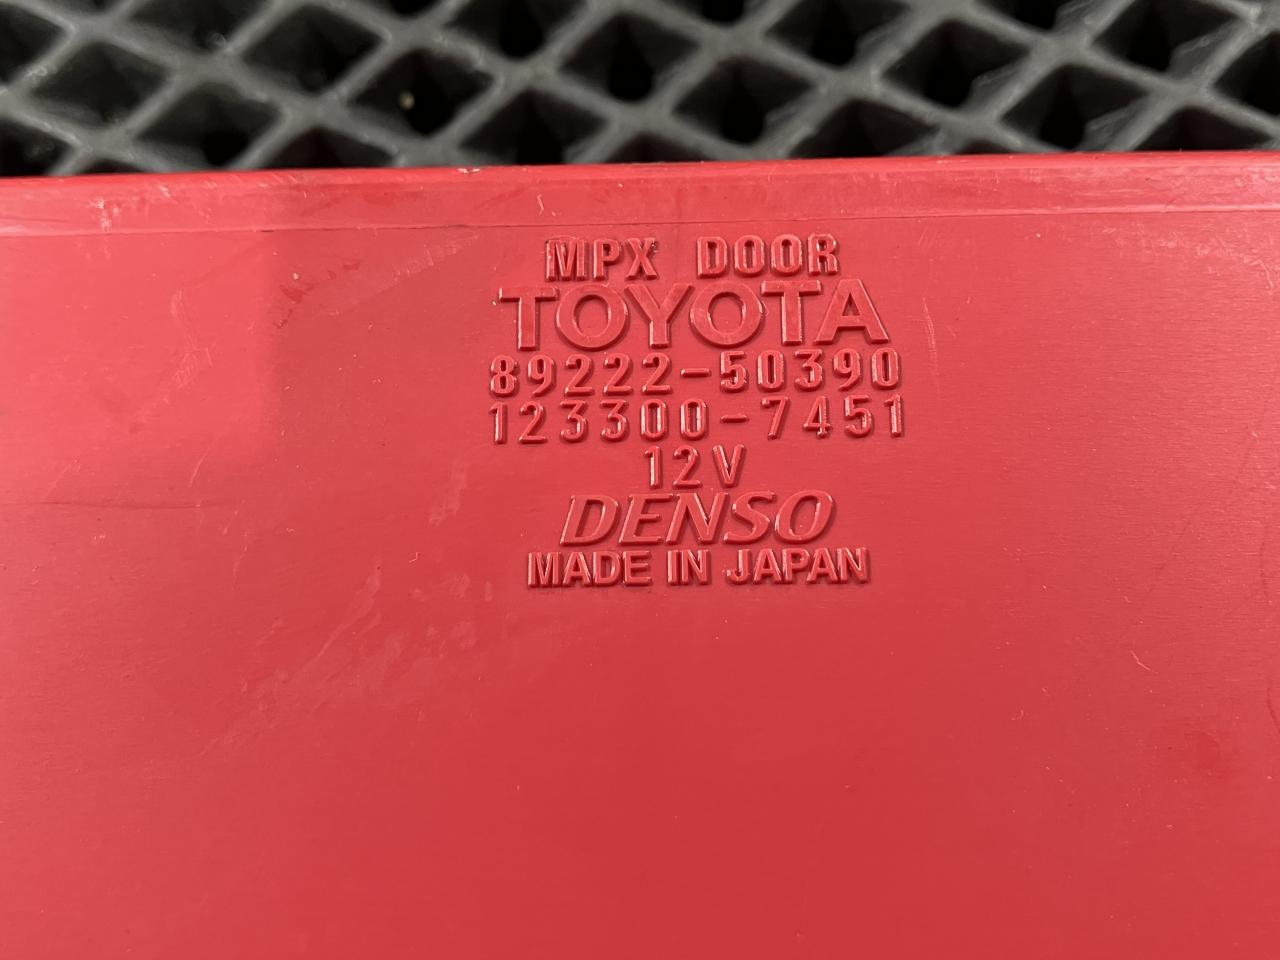 MPX DOOR
TOYOTA
89222-50390
123300-7451
12V
DENSO
MADE IN JAPAN